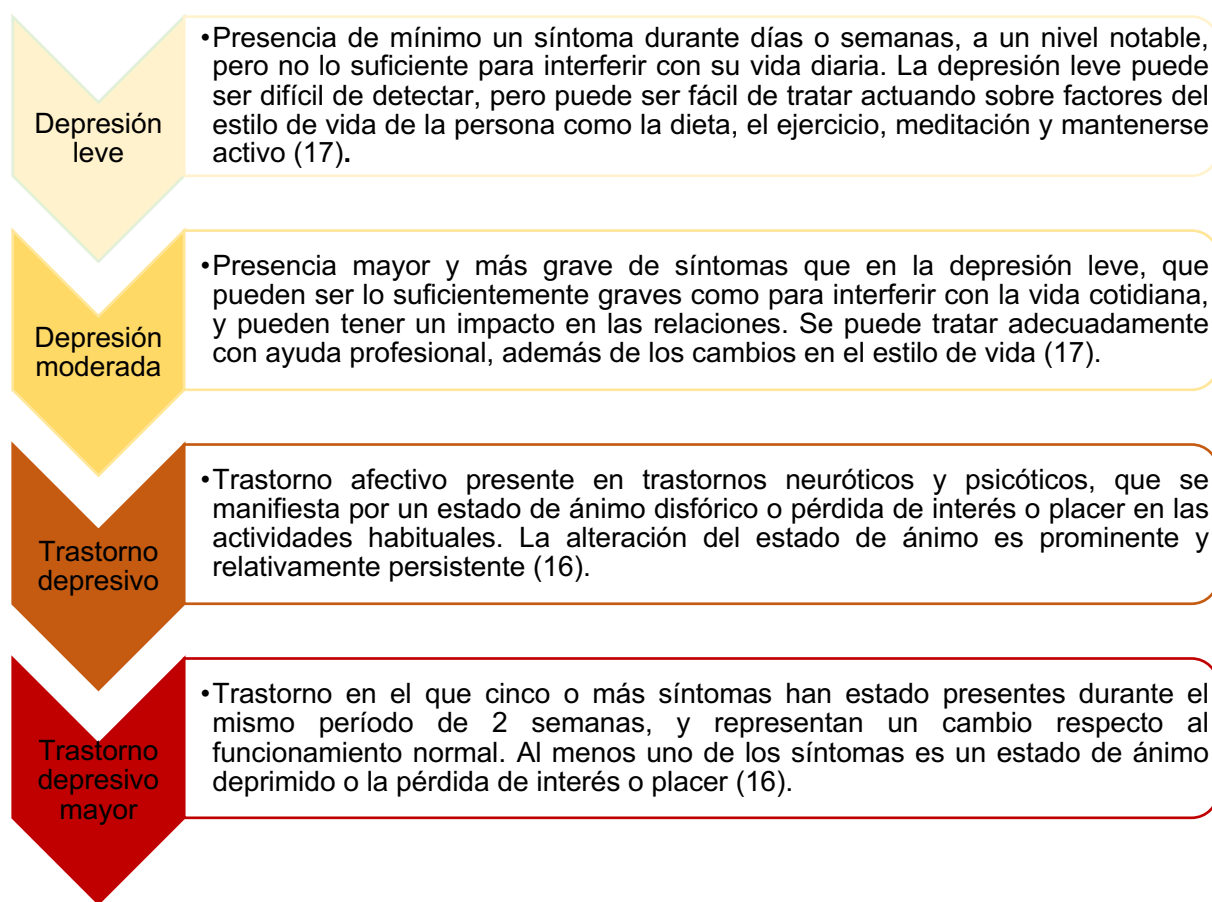 Depresión
leve
•Presencia de mínimo un síntoma durante días o semanas, a un nivel notable,
pero no lo suficiente para interferir con su vida diaria. La depresión leve puede
ser difícil de detectar, pero puede ser fácil de tratar actuando sobre factores del
estilo de vida de la persona como la dieta, el ejercicio, meditación y mantenerse
activo (17).
Depresión
moderada
•Presencia mayor y más grave de síntomas que en la depresión leve, que
pueden ser lo suficientemente graves como para interferir con la vida cotidiana,
y pueden tener un impacto en las relaciones. Se puede tratar adecuadamente
con ayuda profesional, además de los cambios en el estilo de vida (17).
Trastorno
depresivo
•Trastorno afectivo presente en trastornos neuróticos y psicóticos, que se
manifiesta por un estado de ánimo disfórico o pérdida de interés o placer en las
actividades habituales. La alteración del estado de ánimo es prominente y
relativamente persistente (16).
Trastorno
depresivo
mayor
•Trastorno en el que cinco o más síntomas han estado presentes durante el
mismo período de 2 semanas, y representan un cambio respecto al
funcionamiento normal. Al menos uno de los síntomas es un estado de ánimo
deprimido o la pérdida de interés o placer (16).